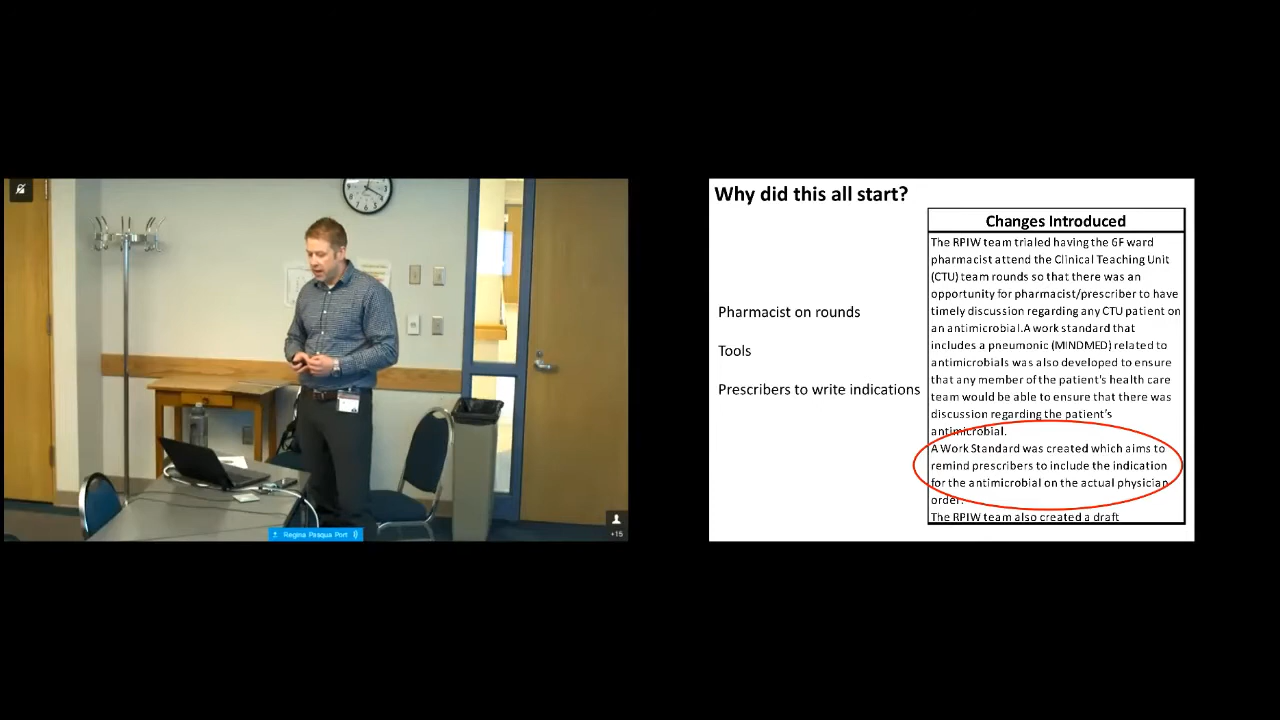 Why did this all start?
Changes Introduced
The RPIW team trialed having the 6F ward
pharmacist attend the Clinical Teaching Unit
(CTU) team rounds so that there was an
opportunity for pharmacist/prescriber to have
timely discussion regarding any CTU patient on
an antimicrobial.A work standard that
includes a pneumonic (MINDMED) related to
antimicrobials was also developed to ensure
that any member of the patient's health care
team would be able to ensure that there was
discussion regarding the patient's
antimicrobial.
A Work Standard was created which aims to
remind prescribers to include the indication
for the antimicrobial on the actual physician
order.
The RPIW team also created a draft
Pharmacist on rounds
Tools
Prescribers to write indications
Regina Pasqua Port
+15